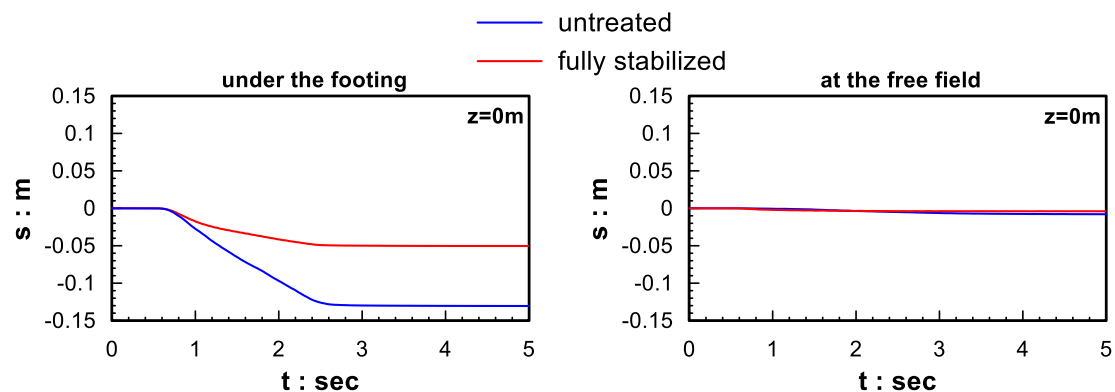 untreated
fully stabilized
under the footing
at the free field
0.15
0.1
0.05
0
-0.05
-0.1
-0.15
s : m
z=0m
0 1 2 3 4 5
t : sec
0.15
0.1
0.05
0
-0.05
-0.1
-0.15
s : m
z=0m
0 1 2 3 4 5
t : sec